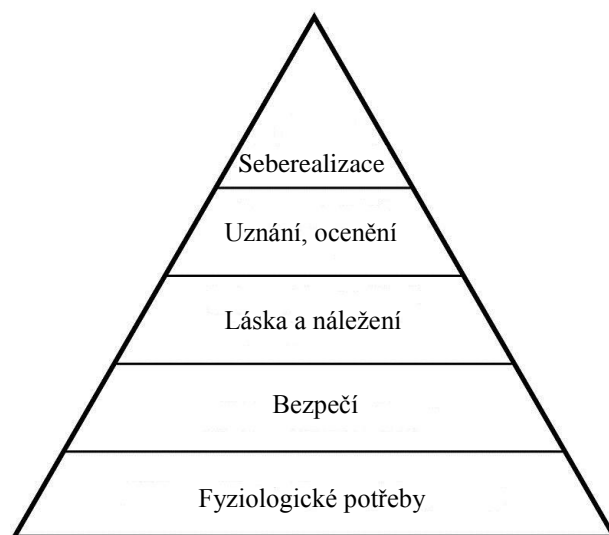 Seberealizace
Uznání, ocenění
Láska a náležení
Bezpečí
Fyziologické potřeby